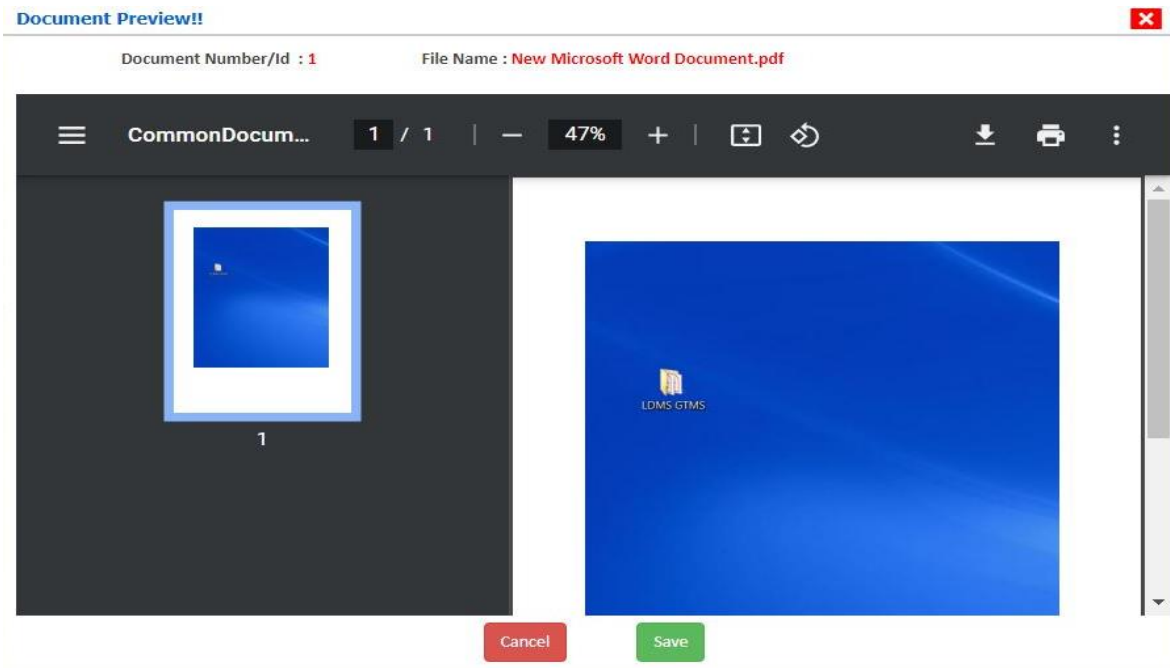 Document Preview!!
Document Number/Id : 1 File Name : New Microsoft Word Document.pdf
CommonDocum... 1 / 1 47%
LDMS GTMS
1
Cancel Save